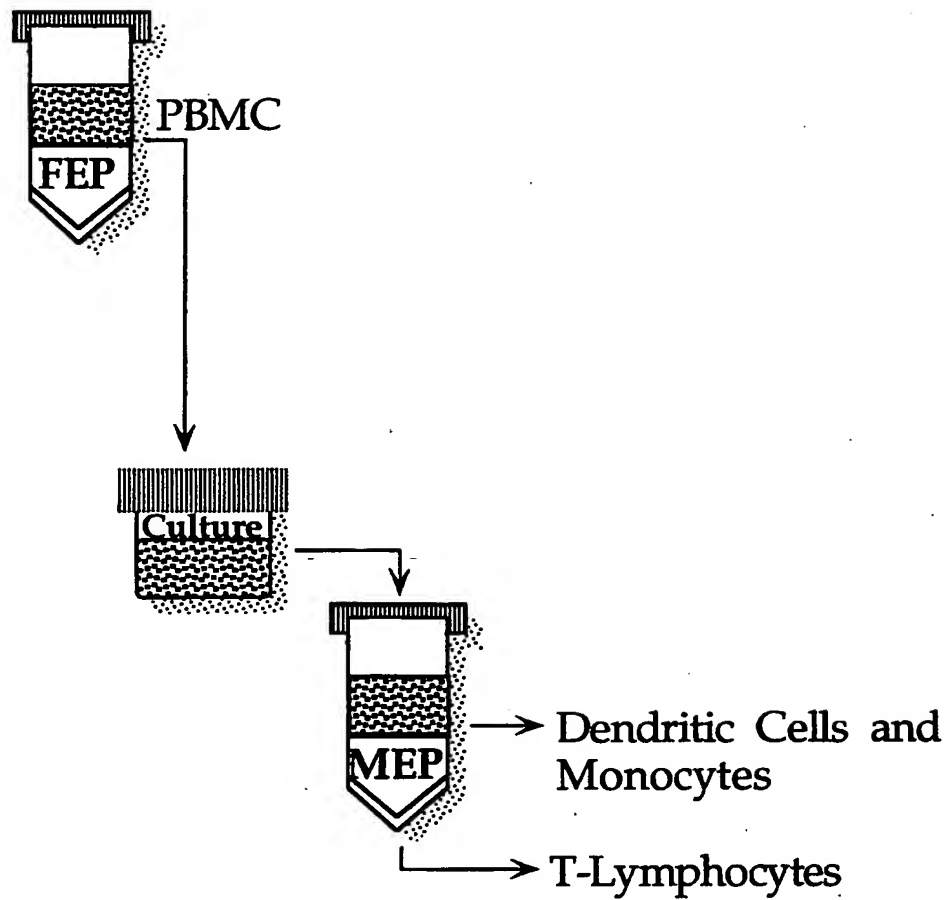 PBMC
FEP
Culture
MEP
Dendritic Cells and
Monocytes
T-Lymphocytes